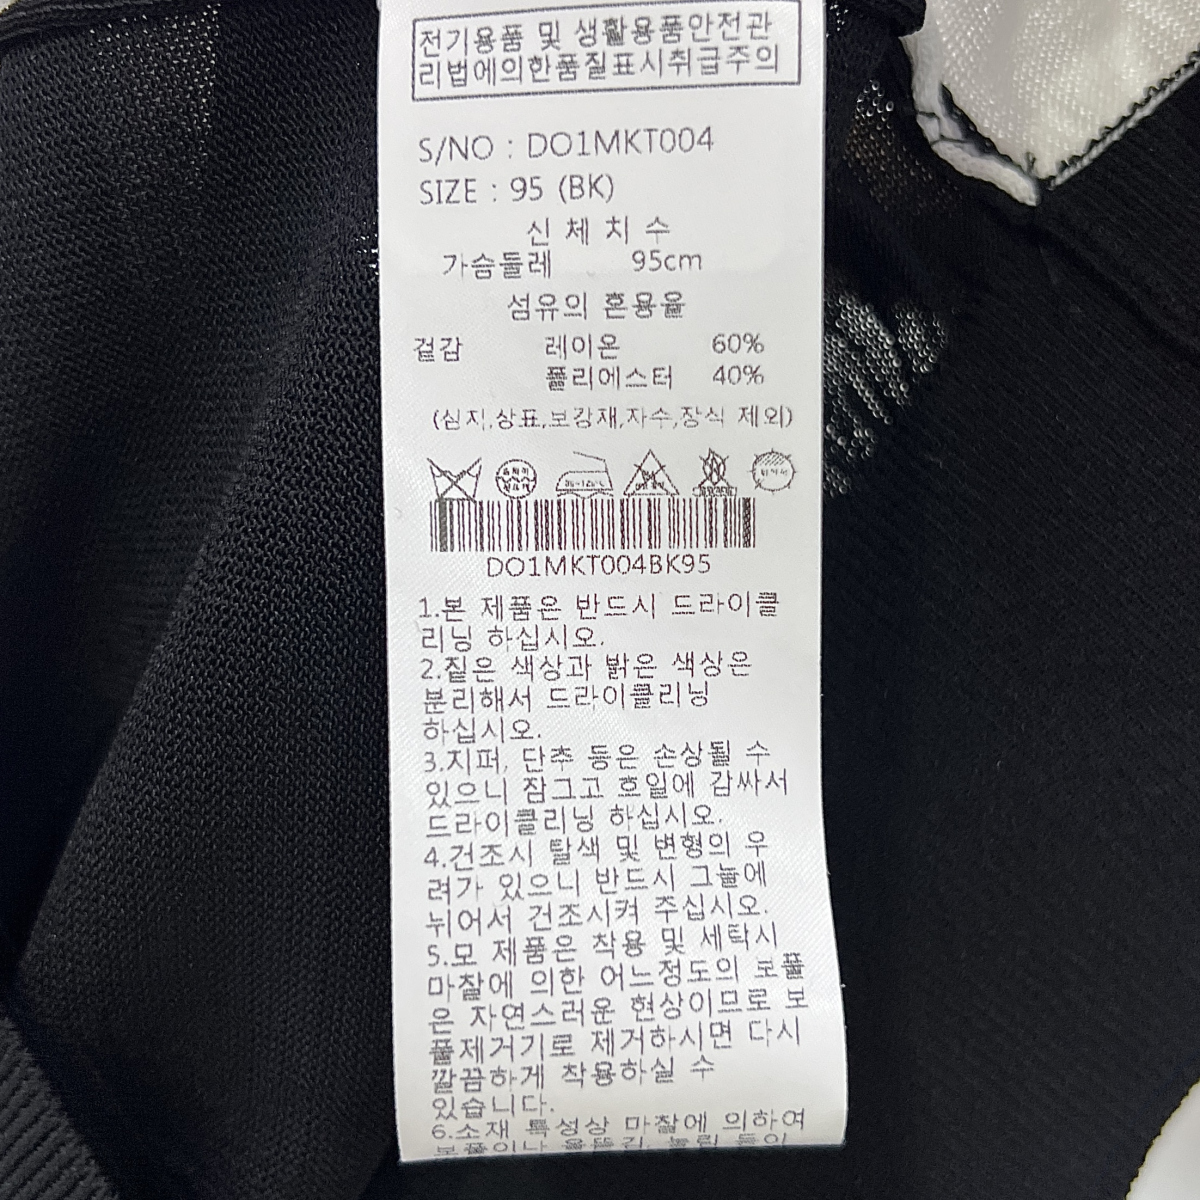 전기용품 및 생활용품안전관
리법에의한품질표시취급주의
S/NO : DO1MKT004
SIZE : 95 (BK)
신 체 치 수
가슴둘레 95cm
섬유의 혼용율
겉감 레이온 60%
폴리에스터 40%
(심지,상표,보강재,자수,장식 제외)
DO1MKT004BK95
1.본 제품은 반드시 드라이클
리닝 하십시오.
2.짙은 색상과 밝은 색상은
분리해서 드라이클리닝
하십시오.
3.지퍼, 단추 등은 손상될 수
있으니 잠그고 호일에 감싸서
드라이클리닝 하십시오.
4.건조시 탈색 및 변형의 우
려가 있으니 반드시 그늘에
뉘어서 건조시켜 주십시오.
5.모 제품은 착용 및 세탁시
마찰에 의한 어느정도의 보풀
은 자연스러운 현상이므로 보
풀제거기로 제거하시면 다시
깔끔하게 착용하실 수
있습니다.
6.소재 특성상 마찰에 의하여